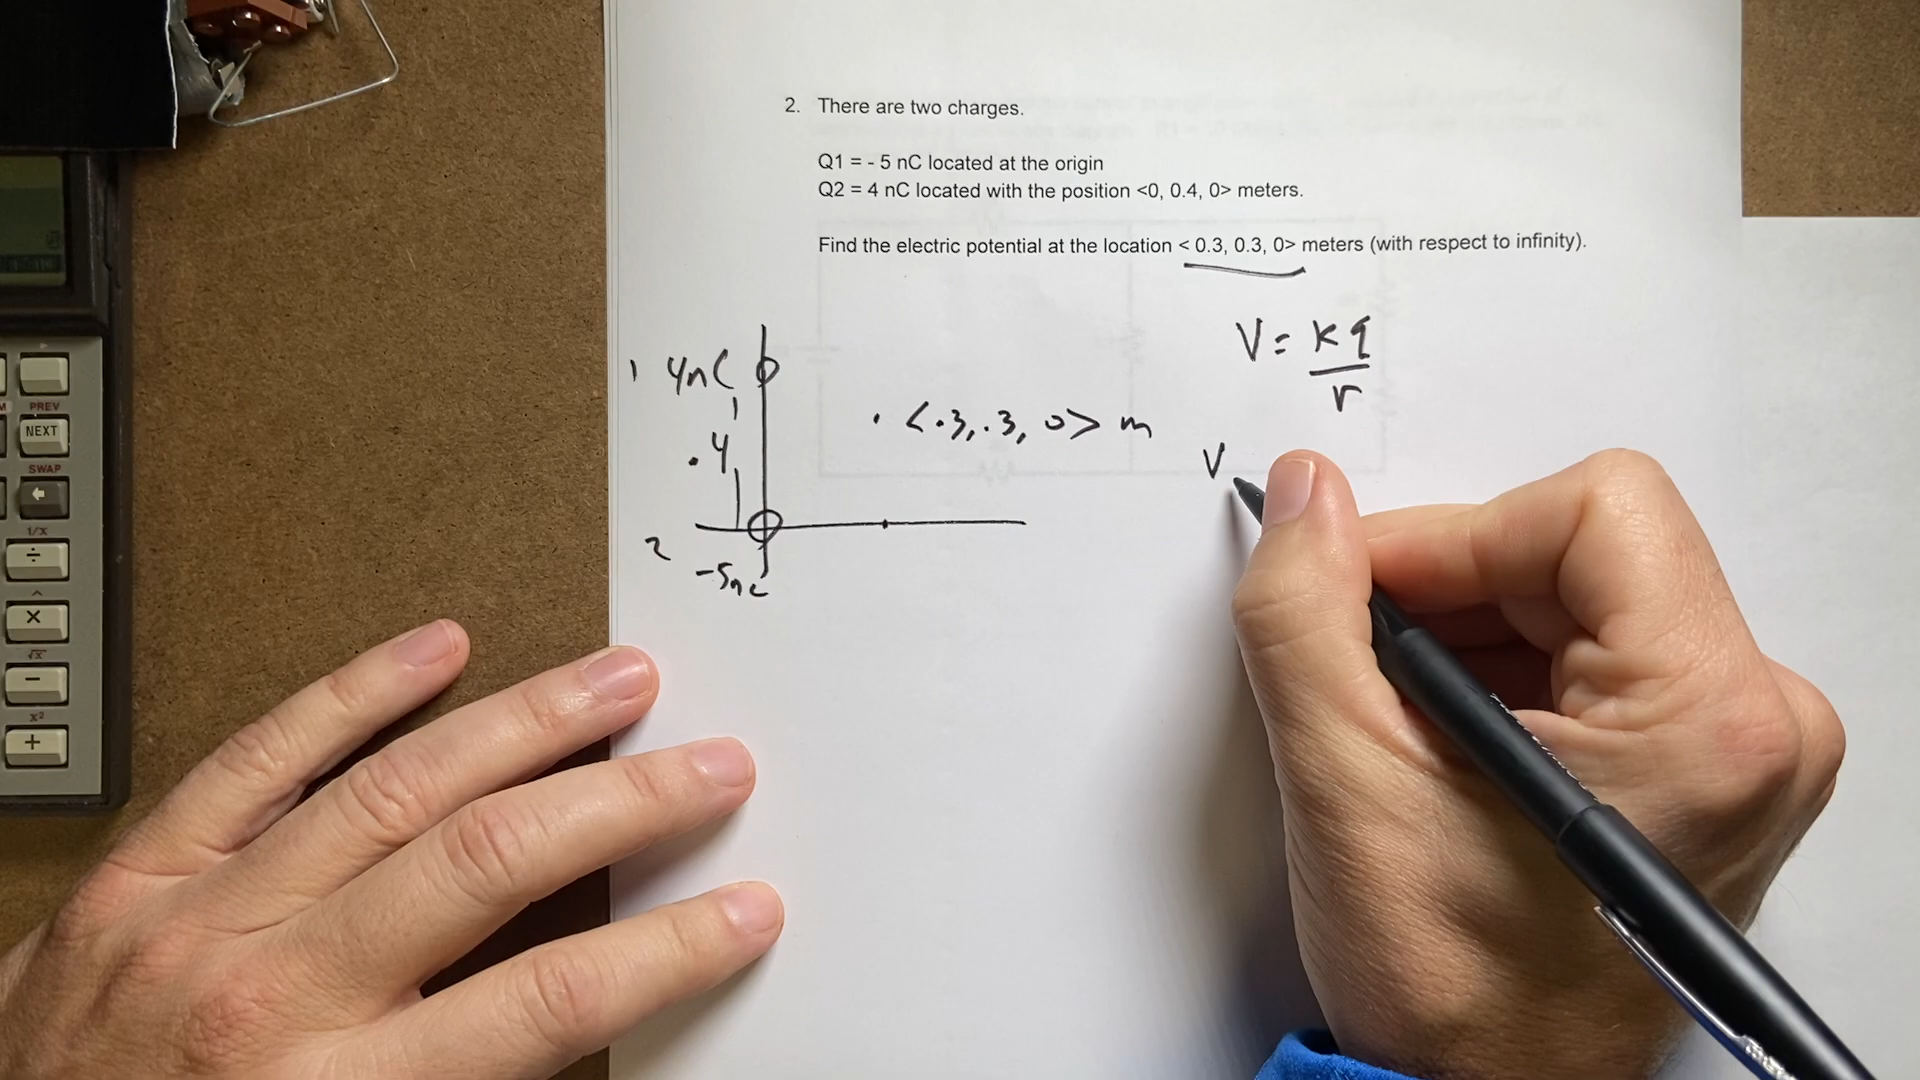 2. There are two charges.
Q1 = - 5 nC located at the origin
Q2 = 4 nC located with the position <0, 0.4, 0> meters.
Find the electric potential at the location < 0.3, 0.3, 0> meters (with respect to infinity).
V = kq
r
1 4nC
. <.3, .3, 0> m
.4
V
2
-5nC
PREV
NEXT
SWAP
←
1/X
÷
^
×
√x
−
x²
+